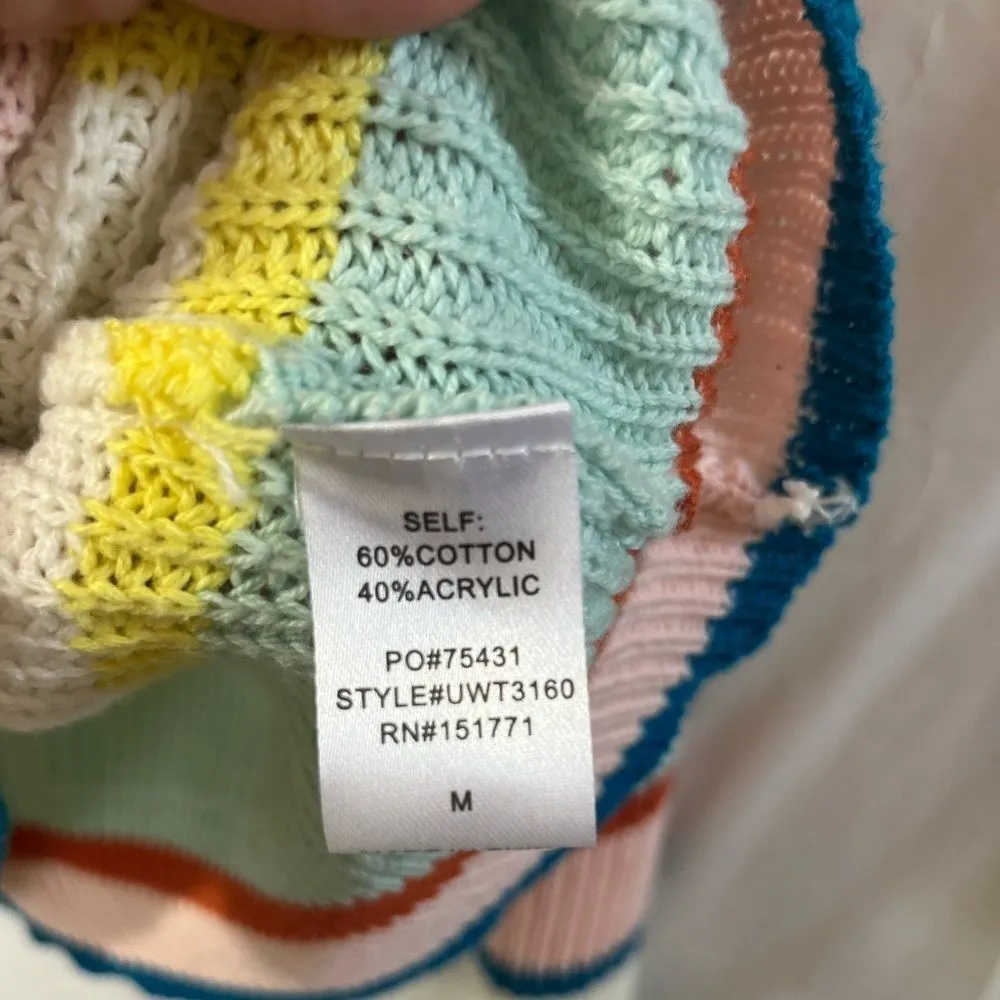 SELF:
60%COTTON
40%ACRYLIC
PO#75431
STYLE#UWT3160
RN#151771
M